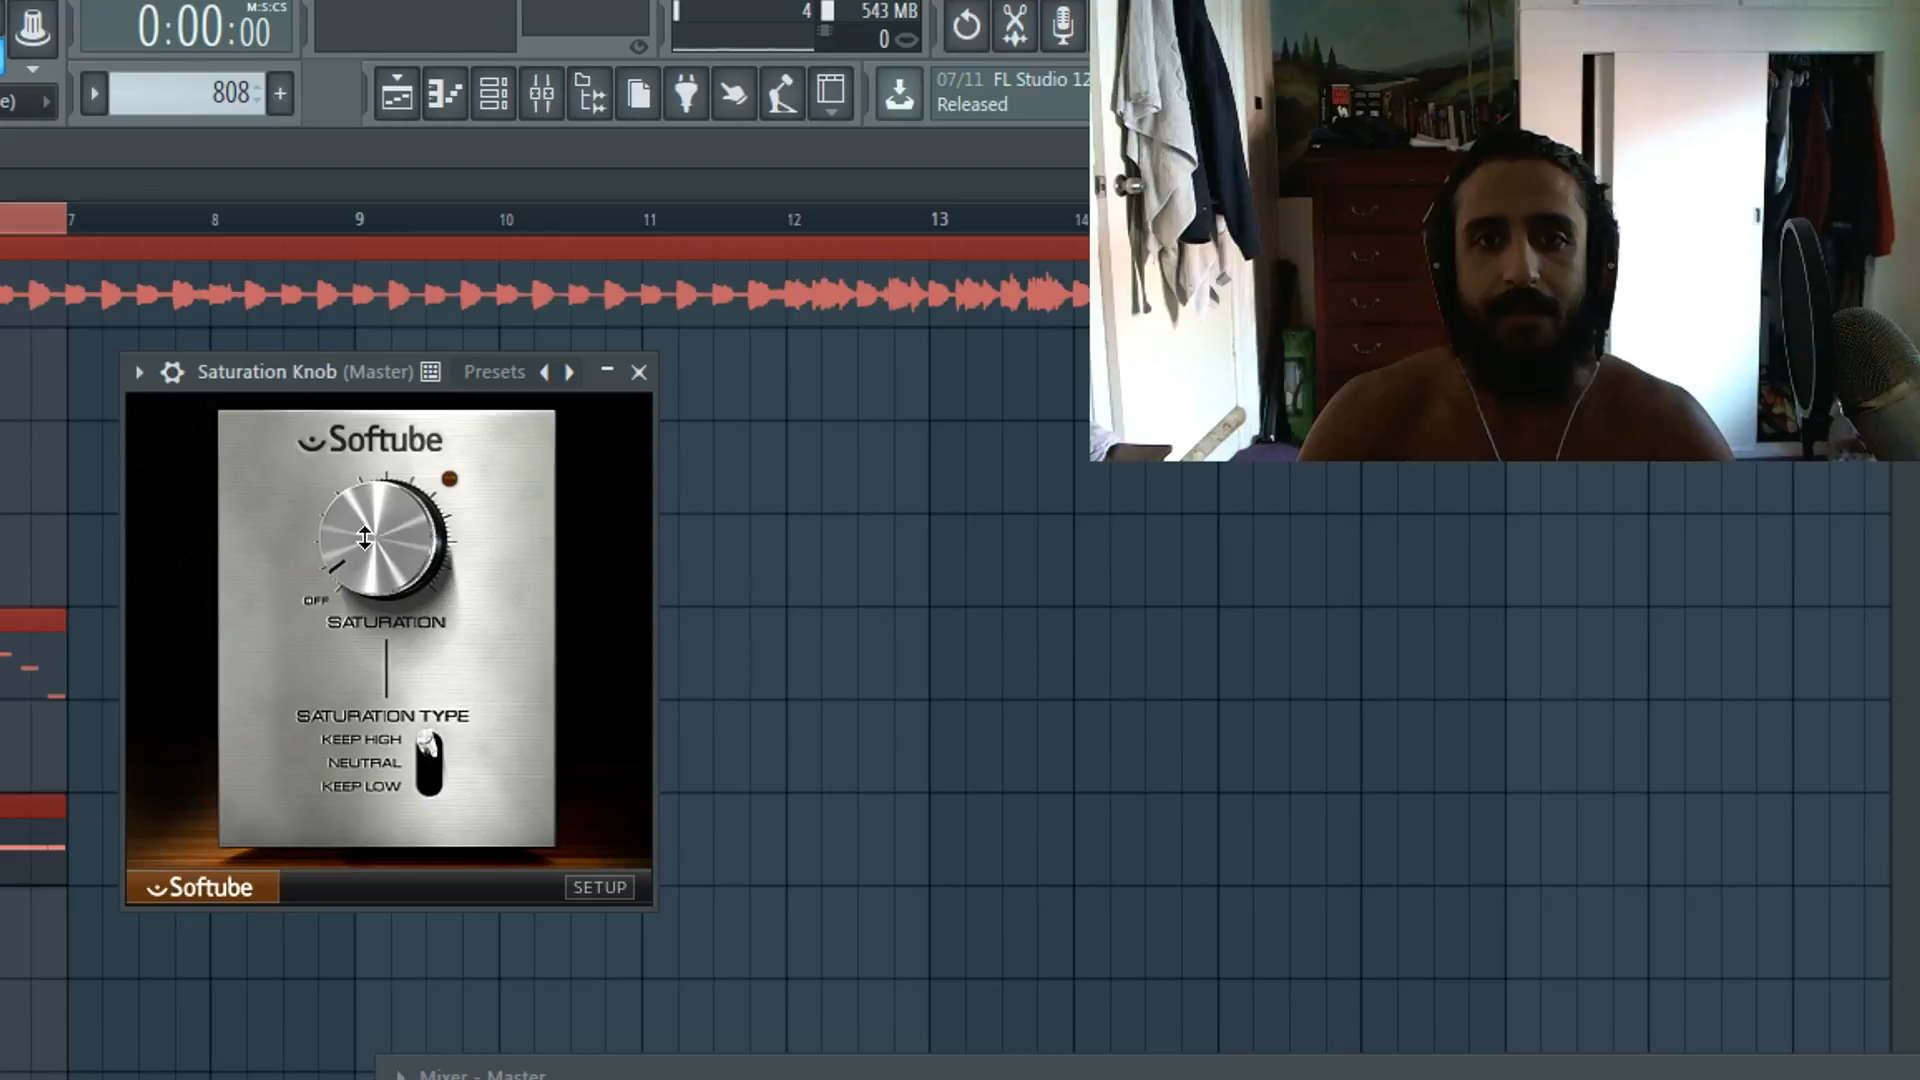 M:S:CS
0:00:00
4
543 MB
0
e)
808
+
07/11 FL Studio 12
Released
7 8 9 10 11 12 13 14
Saturation Knob (Master)
Presets
Softube
OFF
SATURATION
SATURATION TYPE
KEEP HIGH
NEUTRAL
KEEP LOW
Softube
SETUP
Mixer - Master